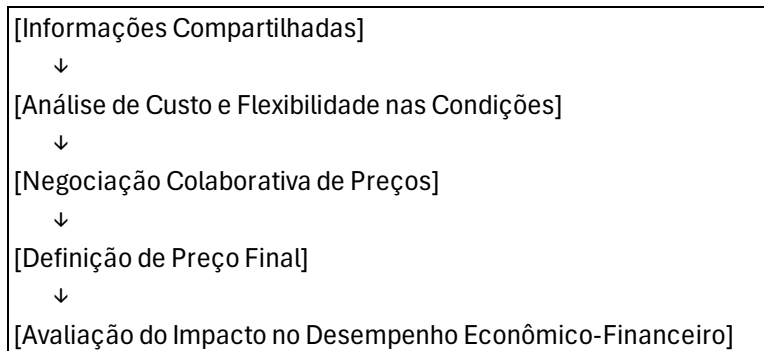 [Informações Compartilhadas]
↓
[Análise de Custo e Flexibilidade nas Condições]
↓
[Negociação Colaborativa de Preços]
↓
[Definição de Preço Final]
↓
[Avaliação do Impacto no Desempenho Econômico-Financeiro]